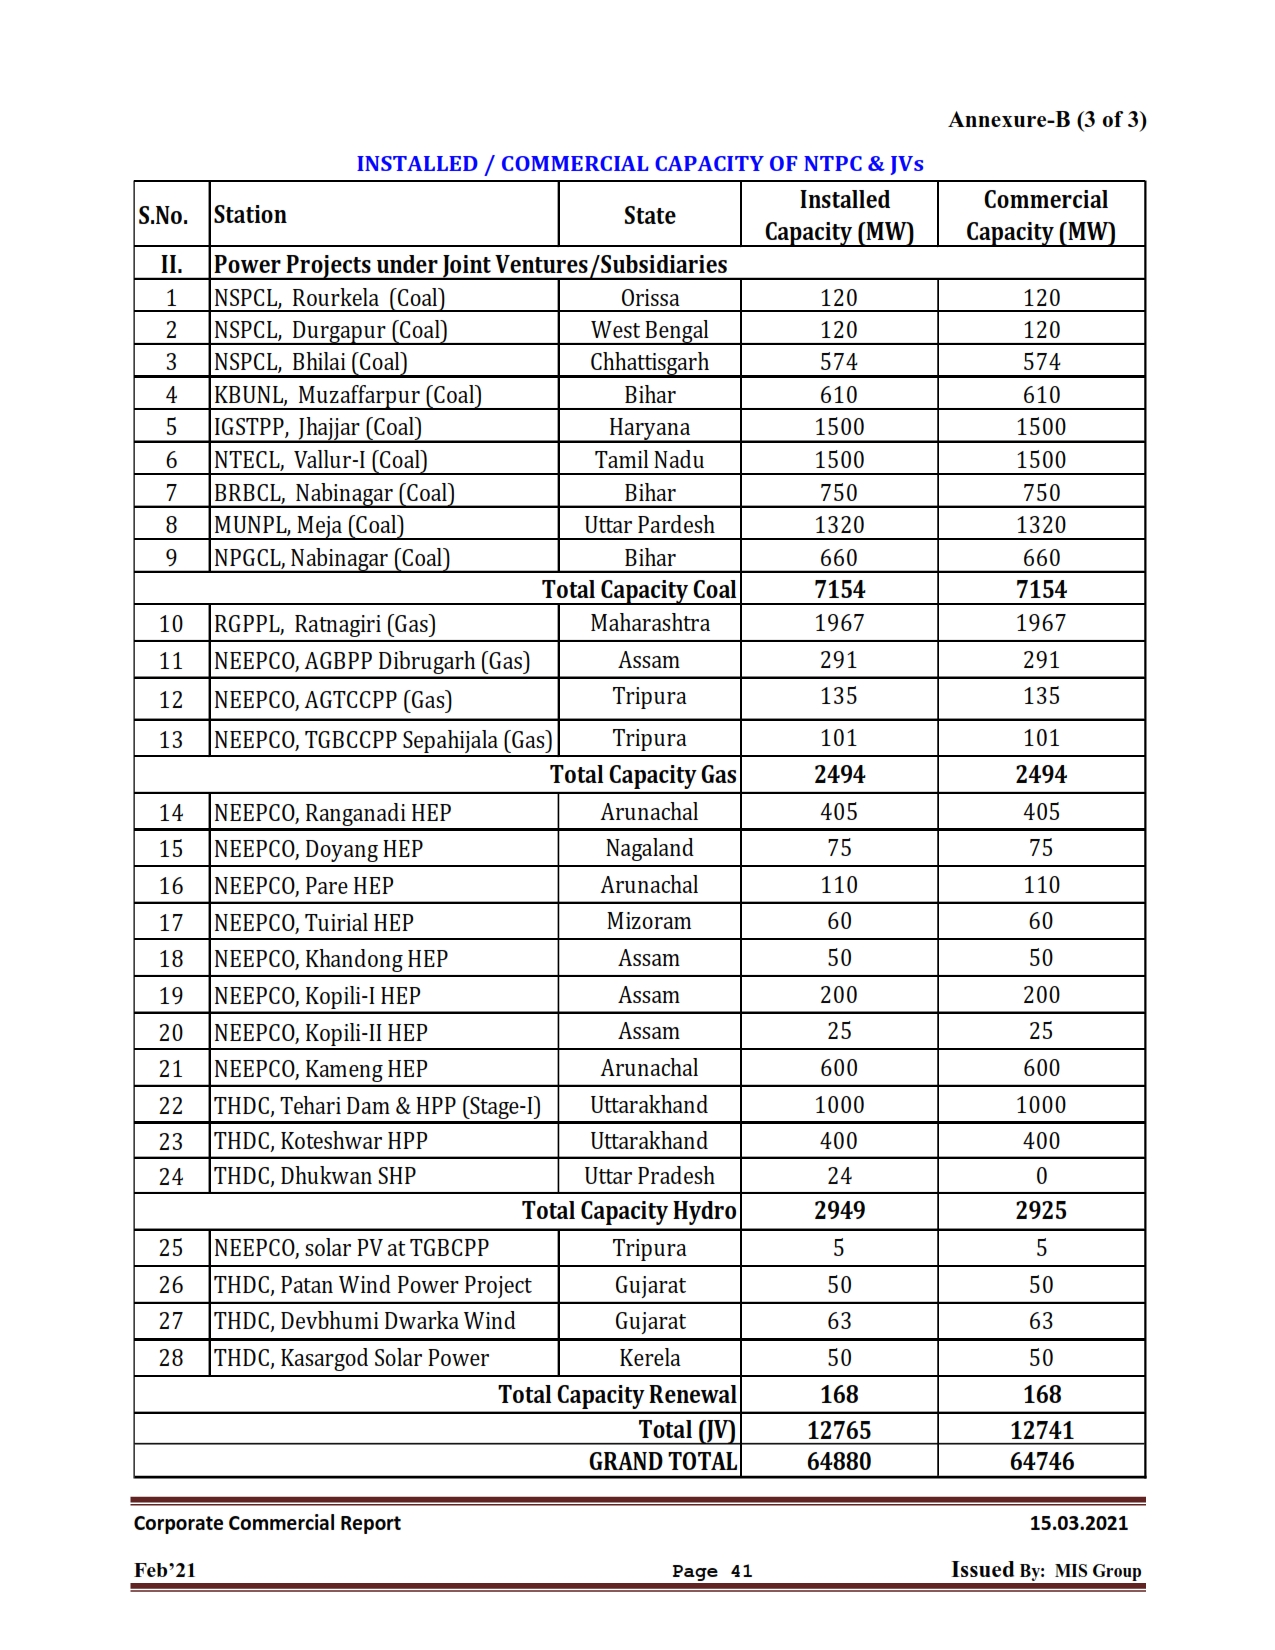 Annexure-B (3 of 3)
INSTALLED / COMMERCIAL CAPACITY OF NTPC & JVs
S.No. Station State Installed Capacity (MW) Commercial Capacity (MW)
II. Power Projects under Joint Ventures/Subsidiaries
1 NSPCL, Rourkela (Coal) Orissa 120 120
2 NSPCL, Durgapur (Coal) West Bengal 120 120
3 NSPCL, Bhilai (Coal) Chhattisgarh 574 574
4 KBUNL, Muzaffarpur (Coal) Bihar 610 610
5 IGSTPP, Jhajjar (Coal) Haryana 1500 1500
6 NTECL, Vallur-I (Coal) Tamil Nadu 1500 1500
7 BRBCL, Nabinagar (Coal) Bihar 750 750
8 MUNPL, Meja (Coal) Uttar Pardesh 1320 1320
9 NPGCL, Nabinagar (Coal) Bihar 660 660
Total Capacity Coal 7154 7154
10 RGPPL, Ratnagiri (Gas) Maharashtra 1967 1967
11 NEEPCO, AGBPP Dibrugarh (Gas) Assam 291 291
12 NEEPCO, AGTCCPP (Gas) Tripura 135 135
13 NEEPCO, TGBCCPP Sepahijala (Gas) Tripura 101 101
Total Capacity Gas 2494 2494
14 NEEPCO, Ranganadi HEP Arunachal 405 405
15 NEEPCO, Doyang HEP Nagaland 75 75
16 NEEPCO, Pare HEP Arunachal 110 110
17 NEEPCO, Tuirial HEP Mizoram 60 60
18 NEEPCO, Khandong HEP Assam 50 50
19 NEEPCO, Kopili-I HEP Assam 200 200
20 NEEPCO, Kopili-II HEP Assam 25 25
21 NEEPCO, Kameng HEP Arunachal 600 600
22 THDC, Tehari Dam & HPP (Stage-I) Uttarakhand 1000 1000
23 THDC, Koteshwar HPP Uttarakhand 400 400
24 THDC, Dhukwan SHP Uttar Pradesh 24 0
Total Capacity Hydro 2949 2925
25 NEEPCO, solar PV at TGBCPP Tripura 5 5
26 THDC, Patan Wind Power Project Gujarat 50 50
27 THDC, Devbhumi Dwarka Wind Gujarat 63 63
28 THDC, Kasargod Solar Power Kerela 50 50
Total Capacity Renewal 168 168
Total (JV) 12765 12741
GRAND TOTAL 64880 64746
Corporate Commercial Report 15.03.2021
Feb’21 Page 41 Issued By: MIS Group